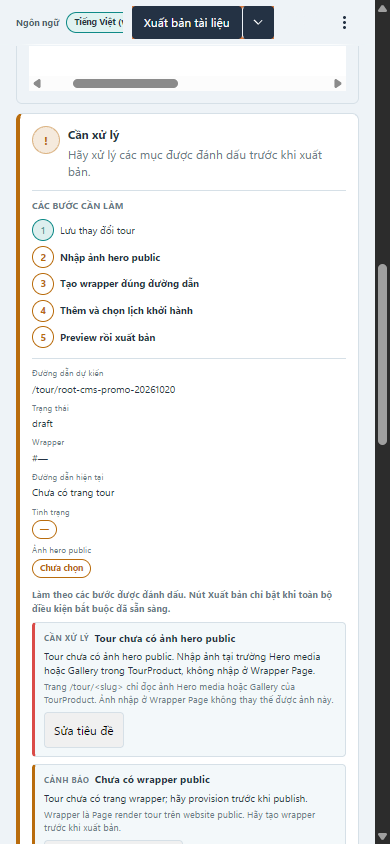 Ngôn ngữ
Tiếng Việt (
Xuất bản tài liệu
!
Cần xử lý
Hãy xử lý các mục được đánh dấu trước khi xuất
bản.
CÁC BƯỚC CẦN LÀM
1 Lưu thay đổi tour
2 Nhập ảnh hero public
3 Tạo wrapper đúng đường dẫn
4 Thêm và chọn lịch khởi hành
5 Preview rồi xuất bản
Đường dẫn dự kiến
/tour/root-cms-promo-20261020
Trạng thái
draft
Wrapper
#—
Đường dẫn hiện tại
Chưa có trang tour
Tình trạng
—
Ảnh hero public
Chưa chọn
Làm theo các bước được đánh dấu. Nút Xuất bản chỉ bật khi toàn bộ
điều kiện bắt buộc đã sẵn sàng.
CẦN XỬ LÝ Tour chưa có ảnh hero public
Tour chưa có ảnh hero public. Nhập ảnh tại trường Hero media
hoặc Gallery trong TourProduct, không nhập ở Wrapper Page.
Trang /tour/<slug> chỉ đọc ảnh Hero media hoặc Gallery của
TourProduct. Ảnh nhập ở Wrapper Page không thay thế được ảnh này.
Sửa tiêu đề
CẢNH BÁO Chưa có wrapper public
Tour chưa có trang wrapper; hãy provision trước khi publish.
Wrapper là Page render tour trên website public. Hãy tạo wrapper
trước khi xuất bản.